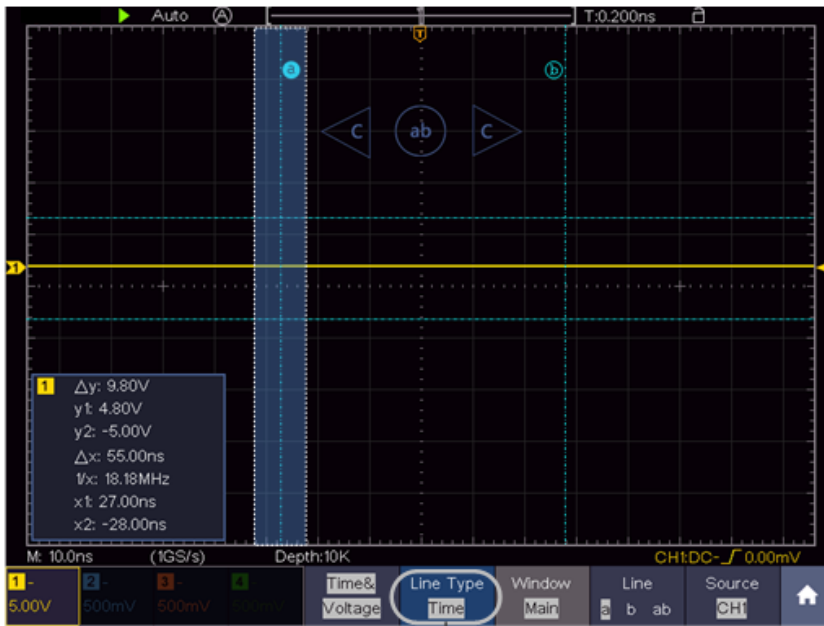 Auto A T:0.200ns
T
a b
C ab C
1
1 △y: 9.80V
y1: 4.80V
y2: -5.00V
△x: 55.00ns
1/x: 18.18MHz
x1: 27.00ns
x2: -28.00ns
M: 10.0ns (1GS/s) Depth:10K CH1:DC- 0.00mV
1 - 2 - 3 - 4 - Time& Line Type Window Line Source
5.00V 500mV 500mV 500mV Voltage Time Main a b ab CH1